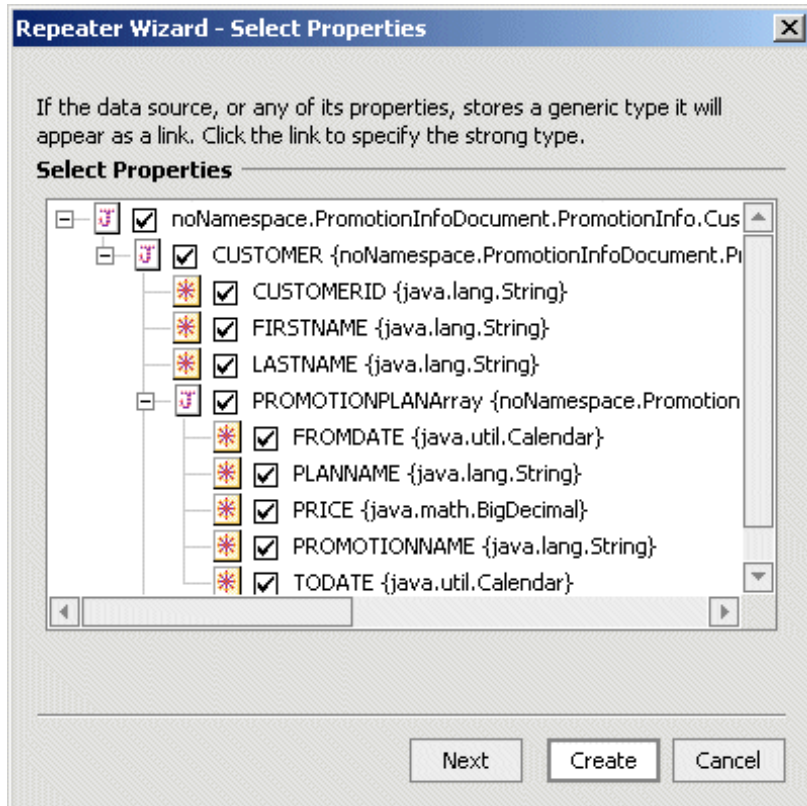 Repeater Wizard - Select Properties
If the data source, or any of its properties, stores a generic type it will
appear as a link. Click the link to specify the strong type.
Select Properties
noNamespace.PromotionInfoDocument.PromotionInfo.Cus
CUSTOMER {noNamespace.PromotionInfoDocument.Pr
CUSTOMERID {java.lang.String}
FIRSTNAME {java.lang.String}
LASTNAME {java.lang.String}
PROMOTIONPLANArray {noNamespace.Promotion
FROMDATE {java.util.Calendar}
PLANNAME {java.lang.String}
PRICE {java.math.BigDecimal}
PROMOTIONNAME {java.lang.String}
TODATE {java.util.Calendar}
Next Create Cancel